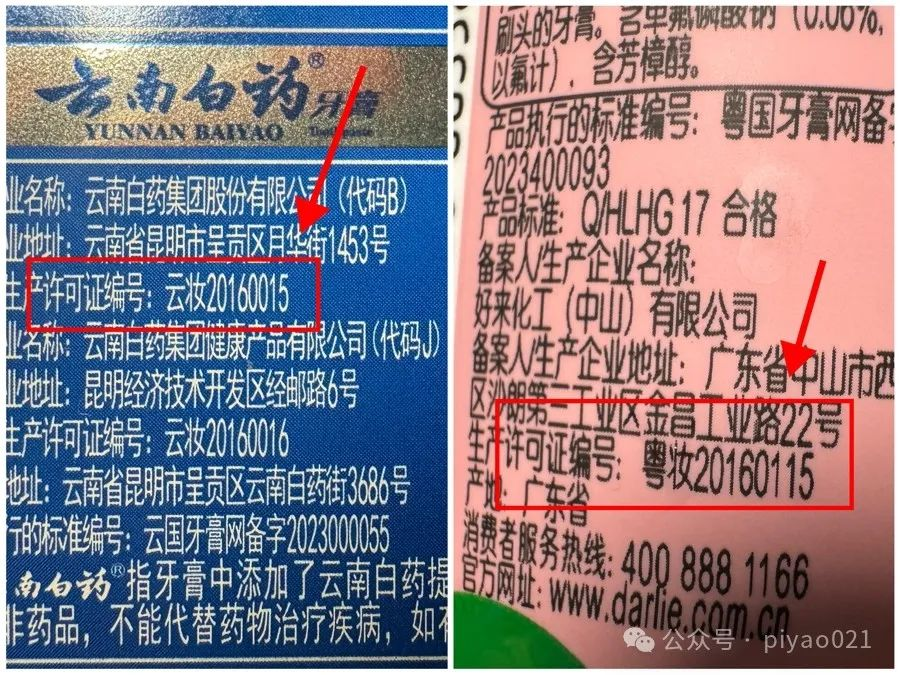 云南白药®牙膏
YUNNAN BAIYAO Toothpaste
业名称：云南白药集团股份有限公司（代码B）
业地址：云南省昆明市呈贡区月华街1453号
生产许可证编号：云妆20160015
业名称：云南白药集团健康产品有限公司（代码J）
业地址：昆明经济技术开发区经邮路6号
生产许可证编号：云妆20160016
地址：云南省昆明市呈贡区云南白药街3686号
行的标准编号：云国牙膏网备字2023000055
南白药®指牙膏中添加了云南白药提
非药品，不能代替药物治疗疾病，如有
刷头的牙膏。含单氟磷酸钠（0.06%，
以氟计），含芳樟醇。
产品执行的标准编号：粤国牙膏网备字
2023400093
产品标准：Q/HLHG 17 合格
备案人/生产企业名称：
好来化工（中山）有限公司
备案人/生产企业地址：广东省中山市西
区沙朗第三工业区金昌工业路22号
生产许可证编号：粤妆20160115
产地：广东省
消费者服务热线：400 888 1166
官方网址：www.darlie.com.cn
公众号 · piyao021